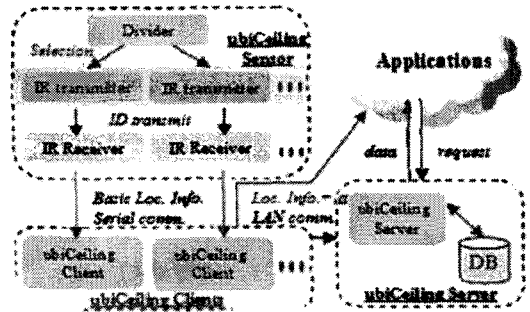 Divider
ubiCeiling
Sensor
Selection
IR transmitter IR transmitter
ID transmit
IR Receiver IR Receiver
Basic Loc. Info.
Serial comm.
Loc. Info.
LAN comm.
ubiCeiling
Client
ubiCeiling
Client
ubiCeiling Client
Applications
data request
ubiCeiling
Server
DB
ubiCeiling Server